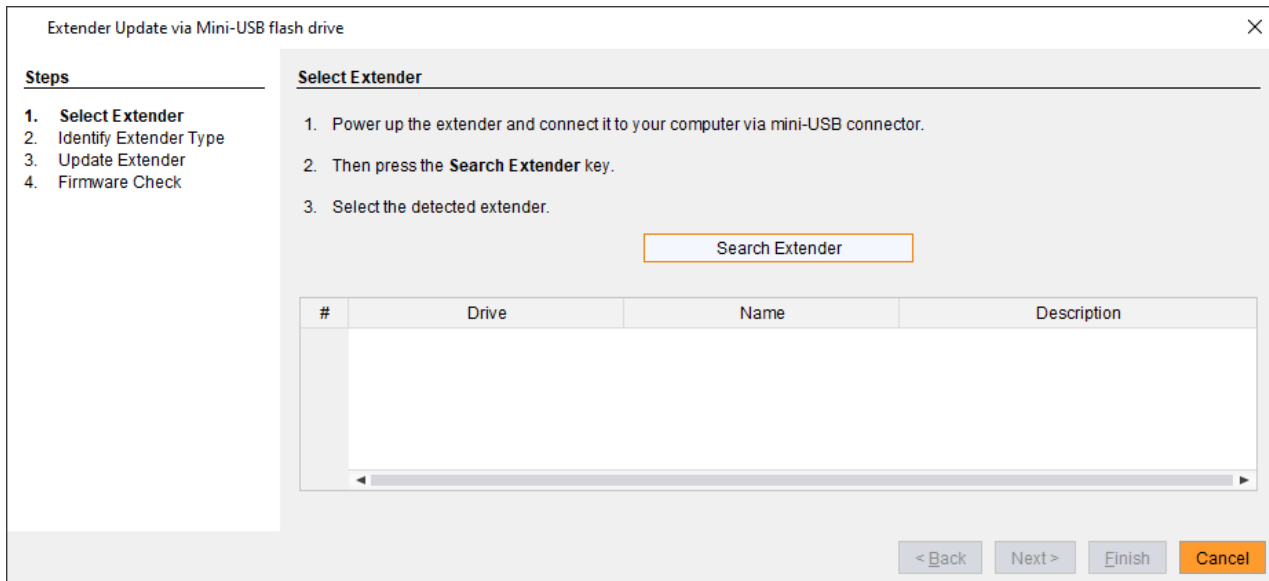 Extender Update via Mini-USB flash drive
Steps
1. Select Extender
2. Identify Extender Type
3. Update Extender
4. Firmware Check
Select Extender
1. Power up the extender and connect it to your computer via mini-USB connector.
2. Then press the Search Extender key.
3. Select the detected extender.
Search Extender
# Drive Name Description
< Back Next > Finish Cancel